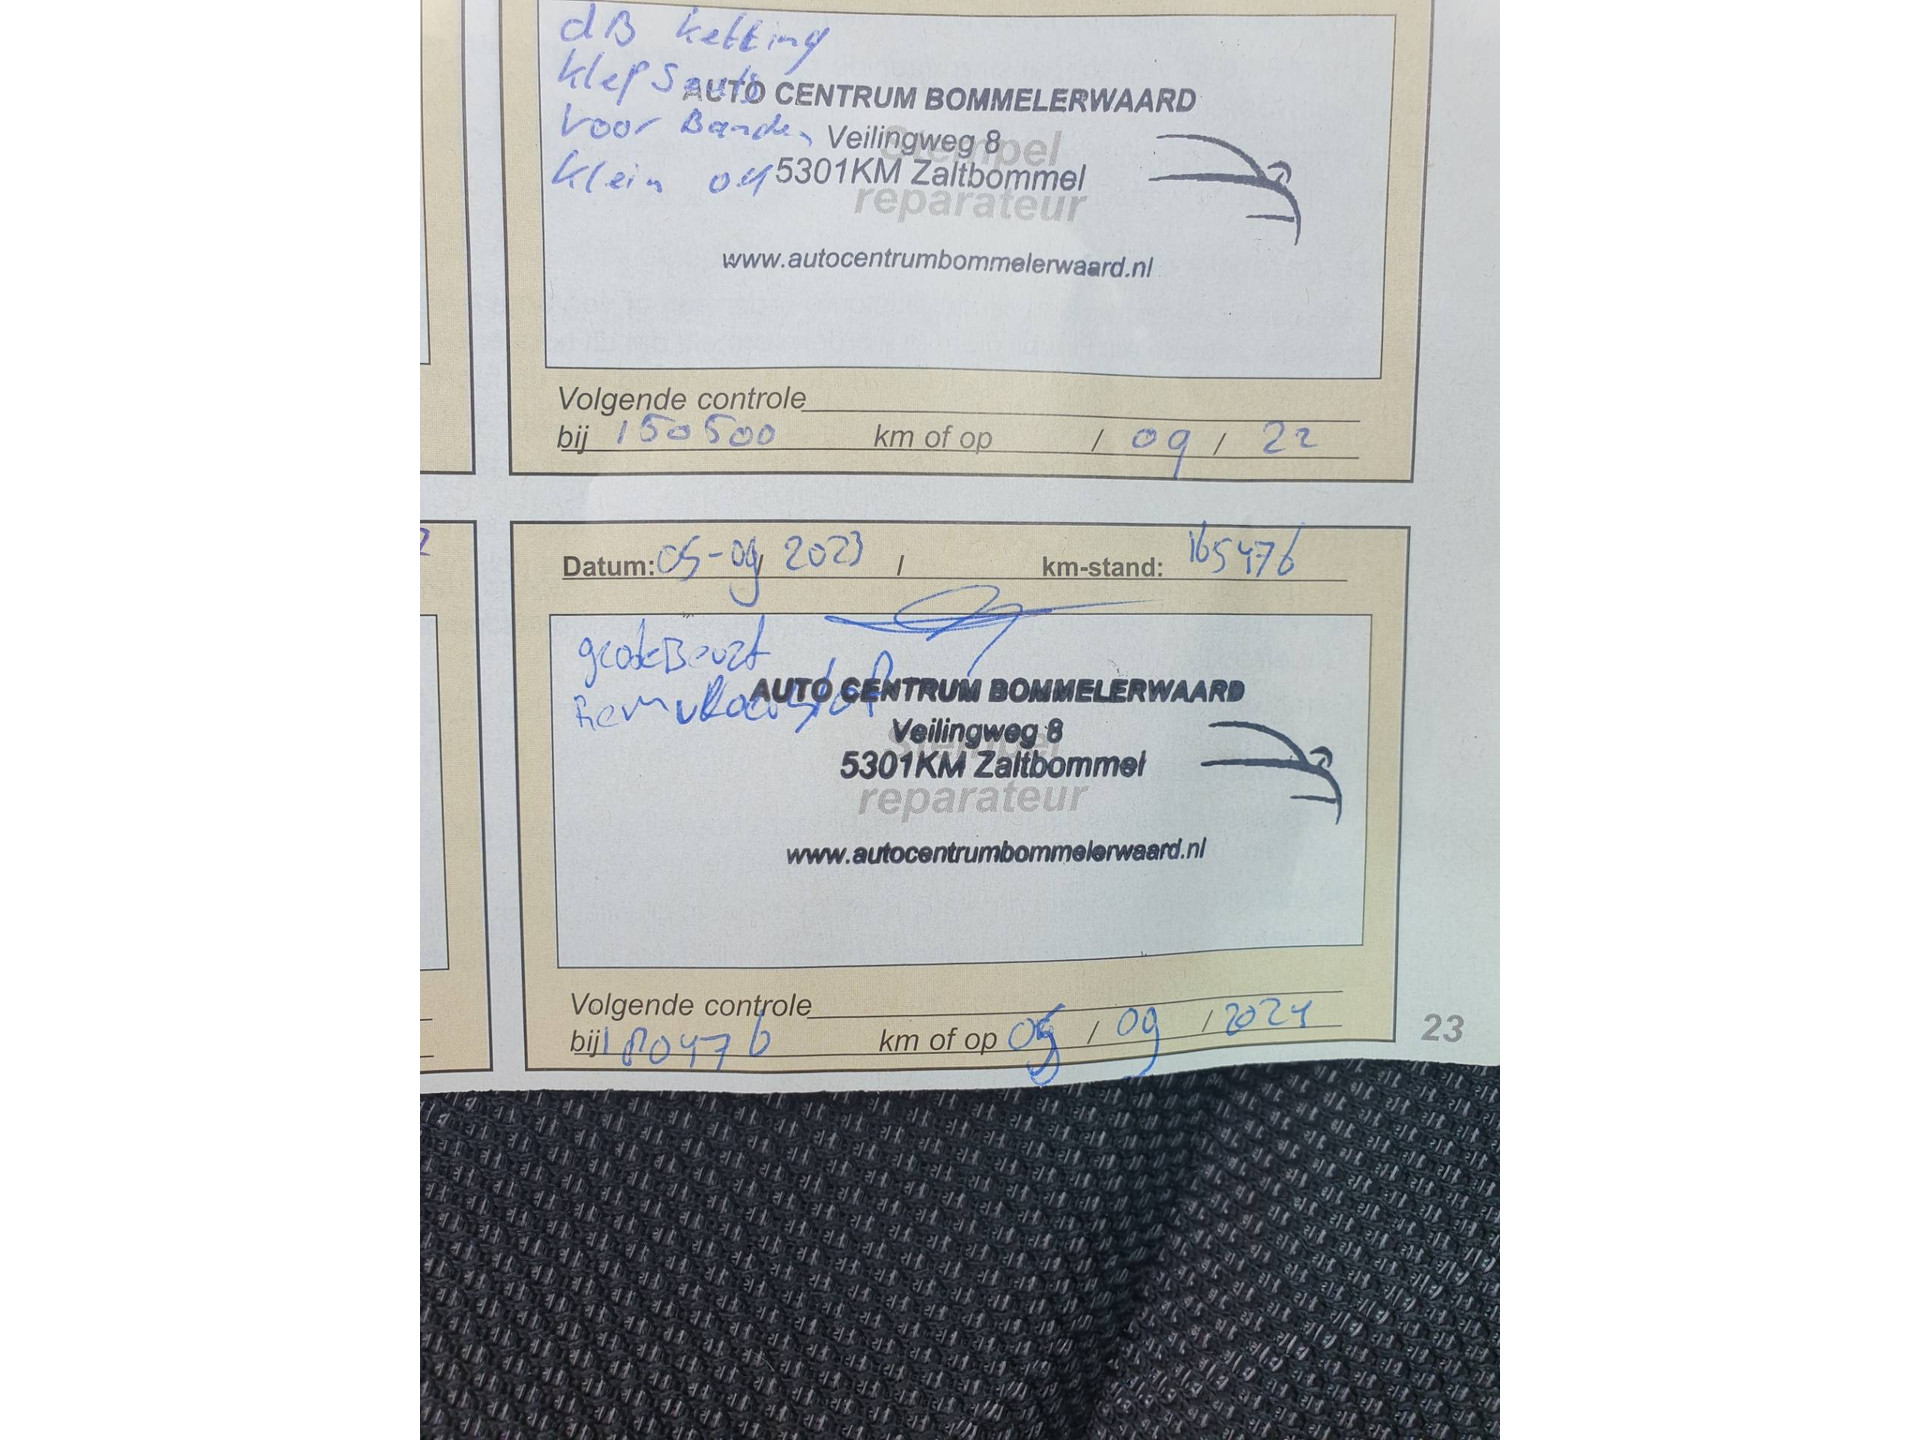 dB ketting
klepseals
Voor Banden
Klein oh
AUTO CENTRUM BOMMELERWAARD
Veilingweg 8
5301KM Zaltbommel
Stempel
reparateur
www.autocentrumbommelerwaard.nl
Volgende controle
bij 150500 km of op / 09 / 22
Datum: 05-09/2023 / km-stand: 165476
grote Beurt
Remvloeistof
AUTO CENTRUM BOMMELERWAARD
Veilingweg 8
5301KM Zaltbommel
Stempel
reparateur
www.autocentrumbommelerwaard.nl
Volgende controle
bij 180476 km of op 05 / 09 / 2024
23